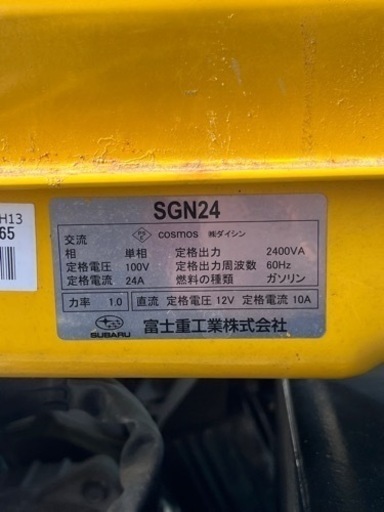 SGN24
交流 cosmos ㈱ダイシン
相 単相 定格出力 2400VA
定格電圧 100V 定格出力周波数 60Hz
定格電流 24A 燃料の種類 ガソリン
力率 1.0 直流 定格電圧 12V 定格電流 10A
SUBARU 富士重工業株式会社
H13
65